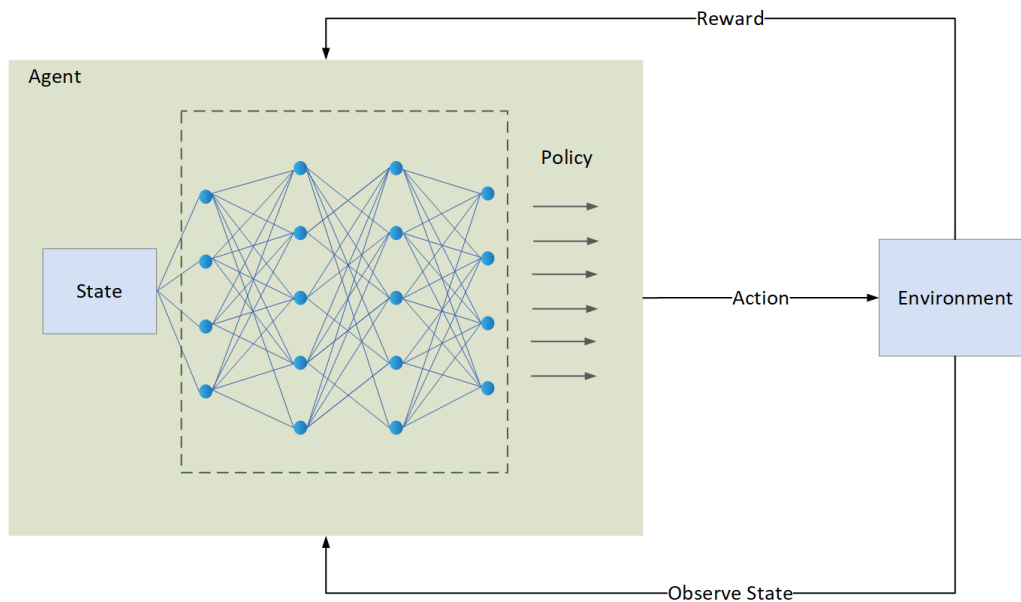 Reward
Agent
Policy
State
Action
Environment
Observe State